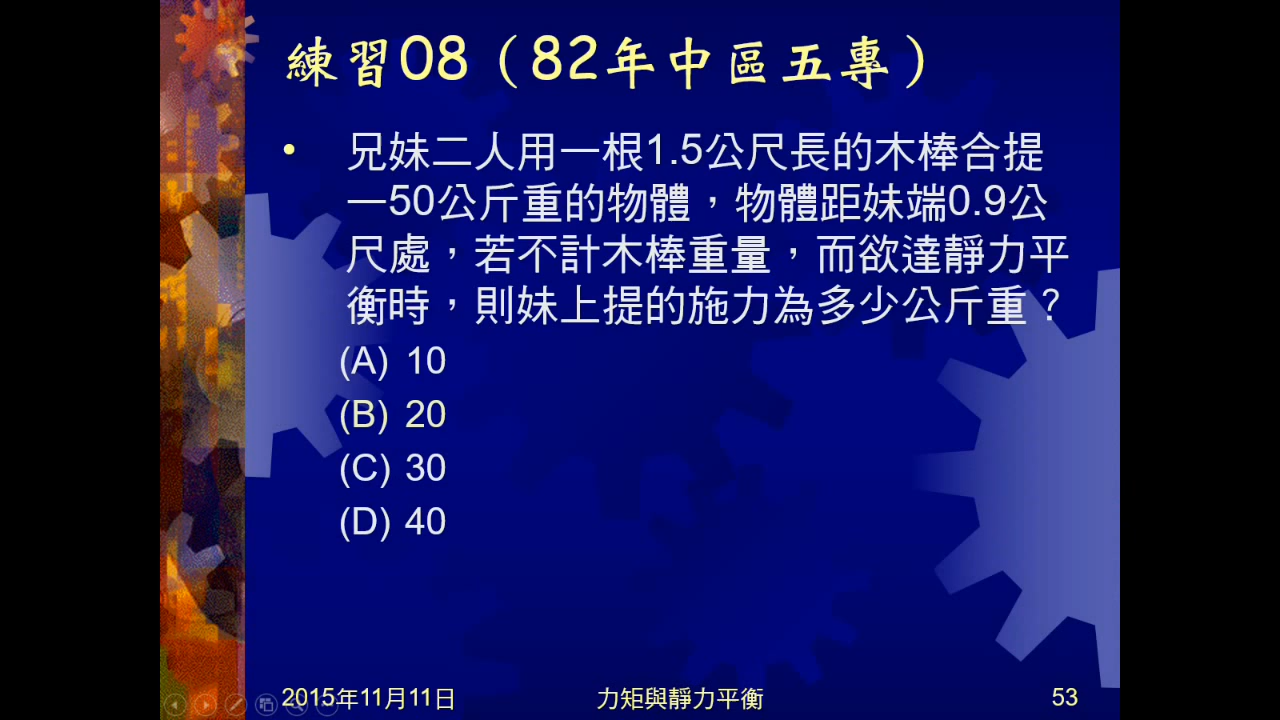 練習08（82年中區五專）
• 兄妹二人用一根1.5公尺長的木棒合提
一50公斤重的物體，物體距妹端0.9公
尺處，若不計木棒重量，而欲達靜力平
衡時，則妹上提的施力為多少公斤重？
(A) 10
(B) 20
(C) 30
(D) 40
2015年11月11日 力矩與靜力平衡 53